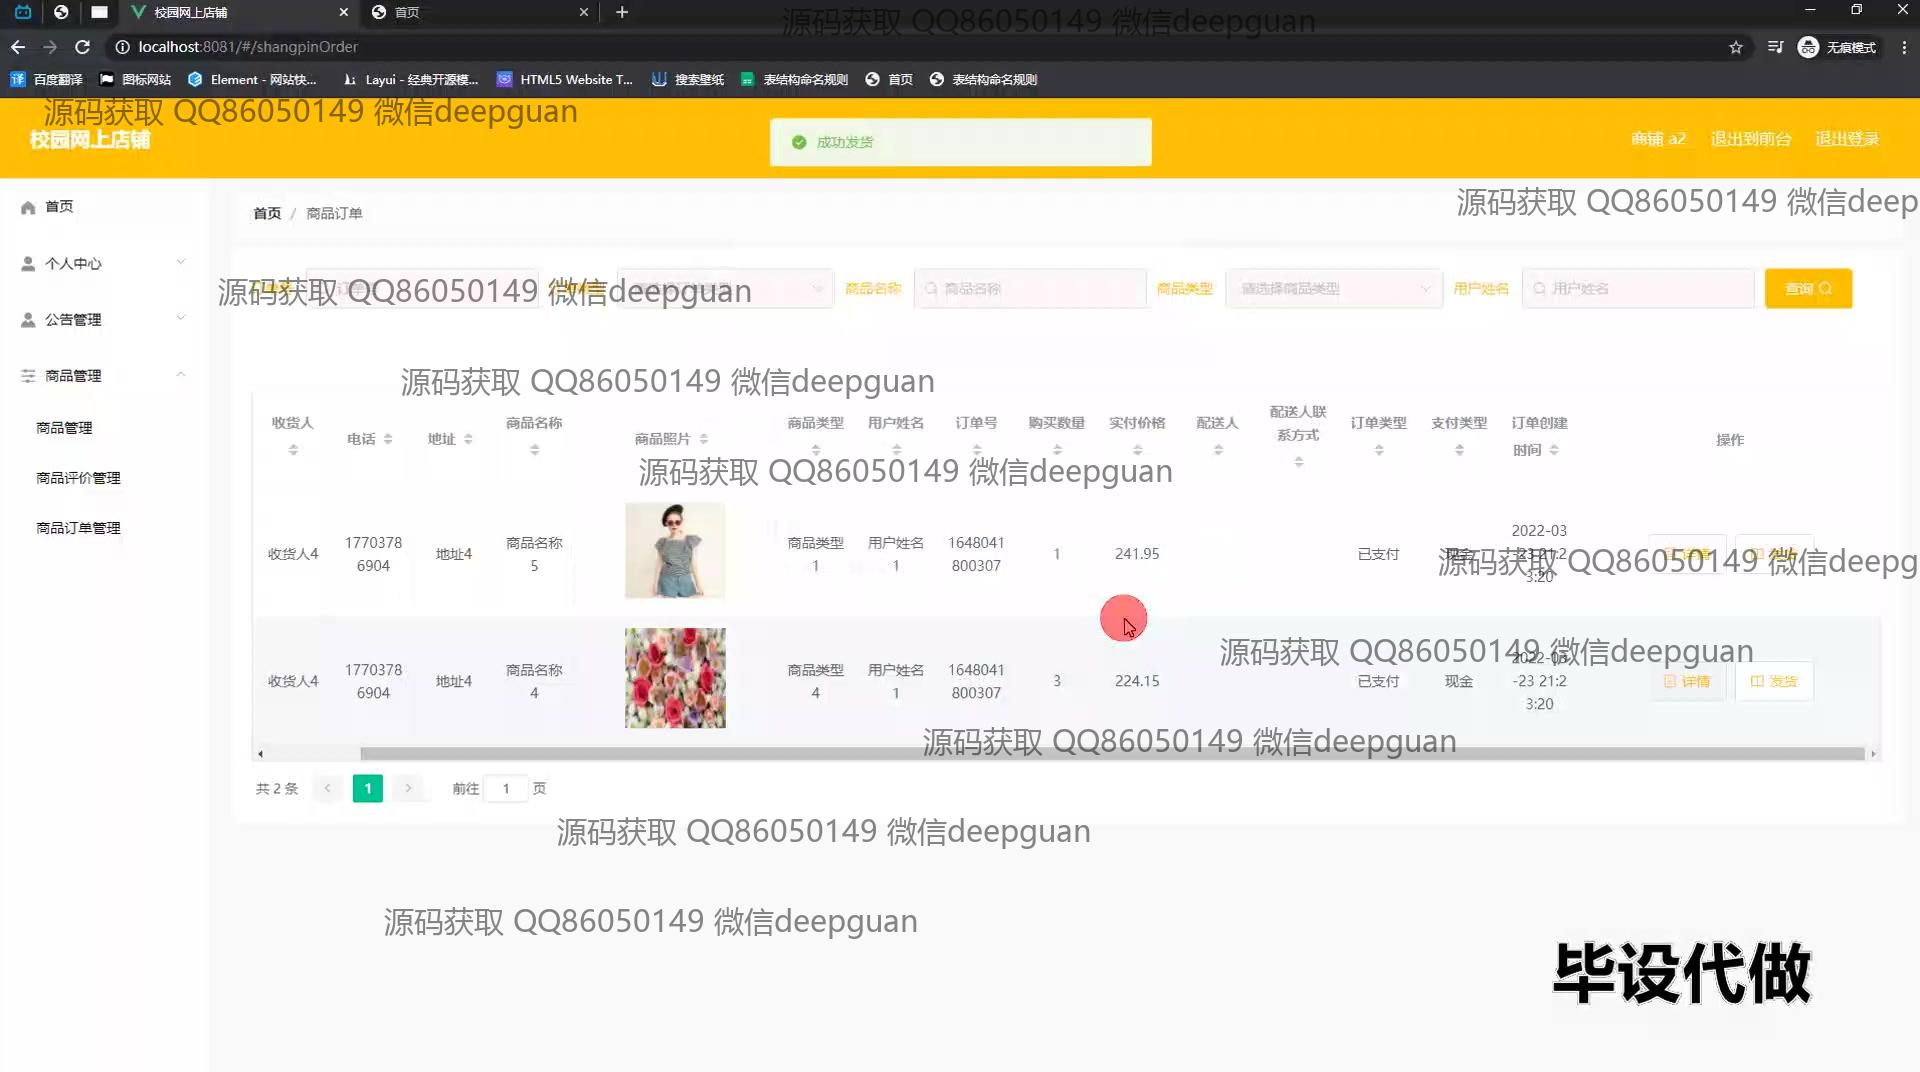 校园网上店铺
首页
源码获取 QQ86050149 微信deepguan
localhost:8081/#/shangpinOrder
无痕模式
百度翻译
图标网站
Element - 网站快...
Layui - 经典开源模...
HTML5 Website T...
搜索壁纸
表结构命名规则
首页
表结构命名规则
源码获取 QQ86050149 微信deepguan
校园网上店铺
成功发货
商铺 a2
退出到前台
退出登录
首页
个人中心
公告管理
商品管理
商品管理
商品评价管理
商品订单管理
首页 / 商品订单
源码获取 QQ86050149 微信deep
源码获取 QQ86050149 微信deepguan
商品名称
商品名称
商品类型
请选择商品类型
用户姓名
用户姓名
查询
源码获取 QQ86050149 微信deepguan
收货人
电话
地址
商品名称
商品照片
商品类型
用户姓名
订单号
购买数量
实付价格
配送人
配送人联
系方式
订单类型
支付类型
订单创建
时间
操作
源码获取 QQ86050149 微信deepguan
收货人4
1770378
6904
地址4
商品名称
5
商品类型
1
用户姓名
1
1648041
800307
1
241.95
已支付
现金
2022-03
-23 21:2
3:20
源码获取 QQ86050149 微信deepg
源码获取 QQ86050149 微信deepguan
收货人4
1770378
6904
地址4
商品名称
4
商品类型
4
用户姓名
1
1648041
800307
3
224.15
已支付
现金
2022-03
-23 21:2
3:20
详情
发货
源码获取 QQ86050149 微信deepguan
共 2 条
1
前往 1 页
源码获取 QQ86050149 微信deepguan
源码获取 QQ86050149 微信deepguan
毕设代做